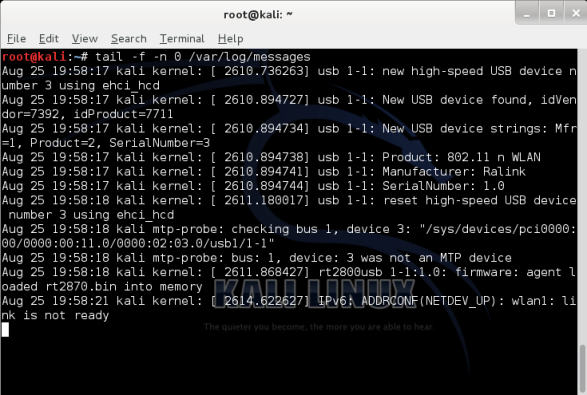 root@kali: ~
File Edit View Search Terminal Help
root@kali:~# tail -f -n 0 /var/log/messages
Aug 25 19:58:17 kali kernel: [ 2610.736263] usb 1-1: new high-speed USB device n
umber 3 using ehci_hcd
Aug 25 19:58:17 kali kernel: [ 2610.894727] usb 1-1: New USB device found, idVen
dor=7392, idProduct=7711
Aug 25 19:58:17 kali kernel: [ 2610.894734] usb 1-1: New USB device strings: Mfr
=1, Product=2, SerialNumber=3
Aug 25 19:58:17 kali kernel: [ 2610.894738] usb 1-1: Product: 802.11 n WLAN
Aug 25 19:58:17 kali kernel: [ 2610.894741] usb 1-1: Manufacturer: Ralink
Aug 25 19:58:17 kali kernel: [ 2610.894744] usb 1-1: SerialNumber: 1.0
Aug 25 19:58:18 kali kernel: [ 2611.180017] usb 1-1: reset high-speed USB device
 number 3 using ehci_hcd
Aug 25 19:58:18 kali mtp-probe: checking bus 1, device 3: "/sys/devices/pci0000:
00/0000:00:11.0/0000:02:03.0/usb1/1-1"
Aug 25 19:58:18 kali mtp-probe: bus: 1, device: 3 was not an MTP device
Aug 25 19:58:18 kali kernel: [ 2611.868427] rt2800usb 1-1:1.0: firmware: agent l
oaded rt2870.bin into memory
Aug 25 19:58:21 kali kernel: [ 2614.622627] IPv6: ADDRCONF(NETDEV_UP): wlan1: li
nk is not ready
KALI LINUX
The quieter you become, the more you are able to hear.